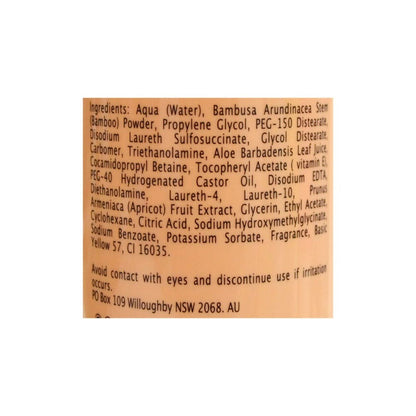 Ingredients: Aqua (Water), Bambusa Arundinacea Stem
(Bamboo) Powder, Propylene Glycol, PEG-150 Distearate,
Disodium Laureth Sulfosuccinate, Glycol Distearate,
Carbomer, Triethanolamine, Aloe Barbadensis Leaf Juice,
Cocamidopropyl Betaine, Tocopheryl Acetate ( vitamin E),
PEG-40 Hydrogenated Castor Oil, Disodium EDTA,
Diethanolamine, Laureth-4, Laureth-10, Prunus
Armeniaca (Apricot) Fruit Extract, Glycerin, Ethyl Acetate,
Cyclohexane, Citric Acid, Sodium Hydroxymethylglycinate,
Sodium Benzoate, Potassium Sorbate, Fragrance, Basic
Yellow 57, CI 16035.
Avoid contact with eyes and discontinue use if irritation
occurs.
PO Box 109 Willoughby NSW 2068. AU